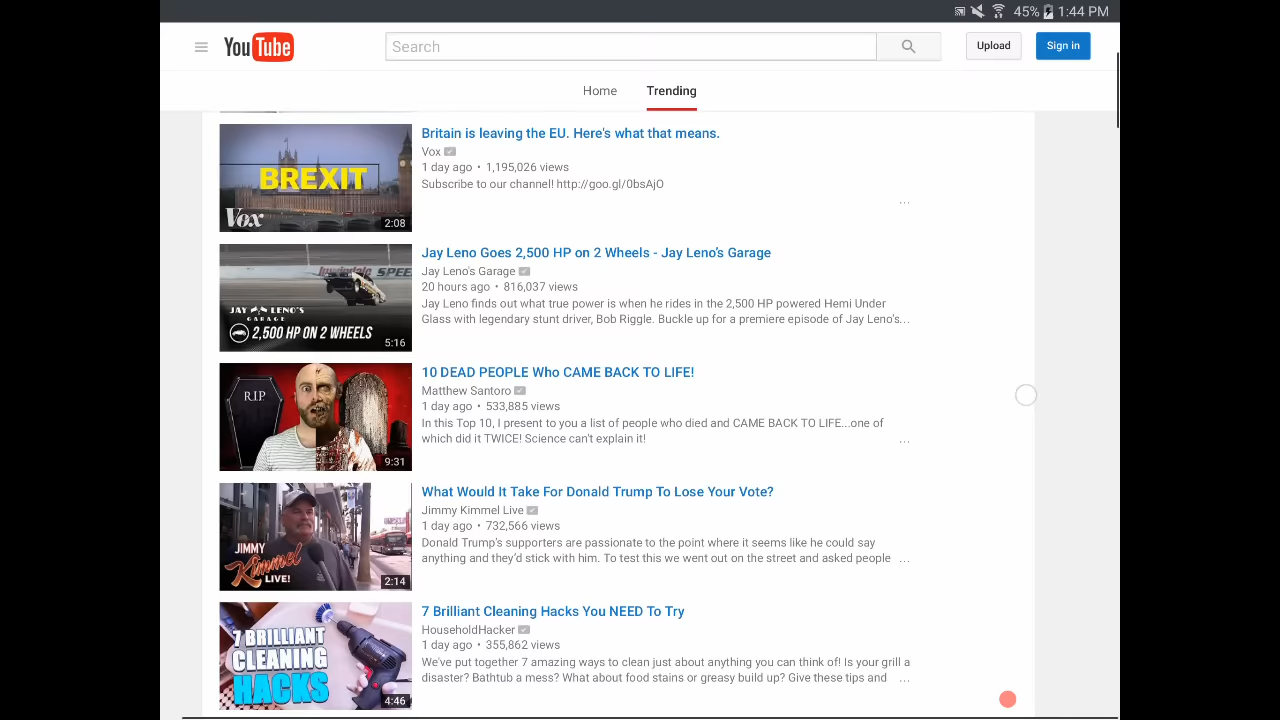 45% 1:44 PM
YouTube
Search
Upload
Sign in
Home
Trending
BREXIT
Vox
2:08
Britain is leaving the EU. Here's what that means.
Vox
1 day ago • 1,195,026 views
Subscribe to our channel! http://goo.gl/0bsAjO
...
JAY LENO'S
GARAGE
2,500 HP ON 2 WHEELS
5:16
Jay Leno Goes 2,500 HP on 2 Wheels - Jay Leno's Garage
Jay Leno's Garage
20 hours ago • 816,037 views
Jay Leno finds out what true power is when he rides in the 2,500 HP powered Hemi Under
Glass with legendary stunt driver, Bob Riggle. Buckle up for a premiere episode of Jay Leno's...
RIP
9:31
10 DEAD PEOPLE Who CAME BACK TO LIFE!
Matthew Santoro
1 day ago • 533,885 views
In this Top 10, I present to you a list of people who died and CAME BACK TO LIFE...one of
which did it TWICE! Science can't explain it! ...
JIMMY
Kimmel
LIVE!
2:14
What Would It Take For Donald Trump To Lose Your Vote?
Jimmy Kimmel Live
1 day ago • 732,566 views
Donald Trump's supporters are passionate to the point where it seems like he could say
anything and they'd stick with him. To test this we went out on the street and asked people ...
7 BRILLIANT
CLEANING
HACKS
4:46
7 Brilliant Cleaning Hacks You NEED To Try
HouseholdHacker
1 day ago • 355,862 views
We've put together 7 amazing ways to clean just about anything you can think of! Is your grill a
disaster? Bathtub a mess? What about food stains or greasy build up? Give these tips and ...